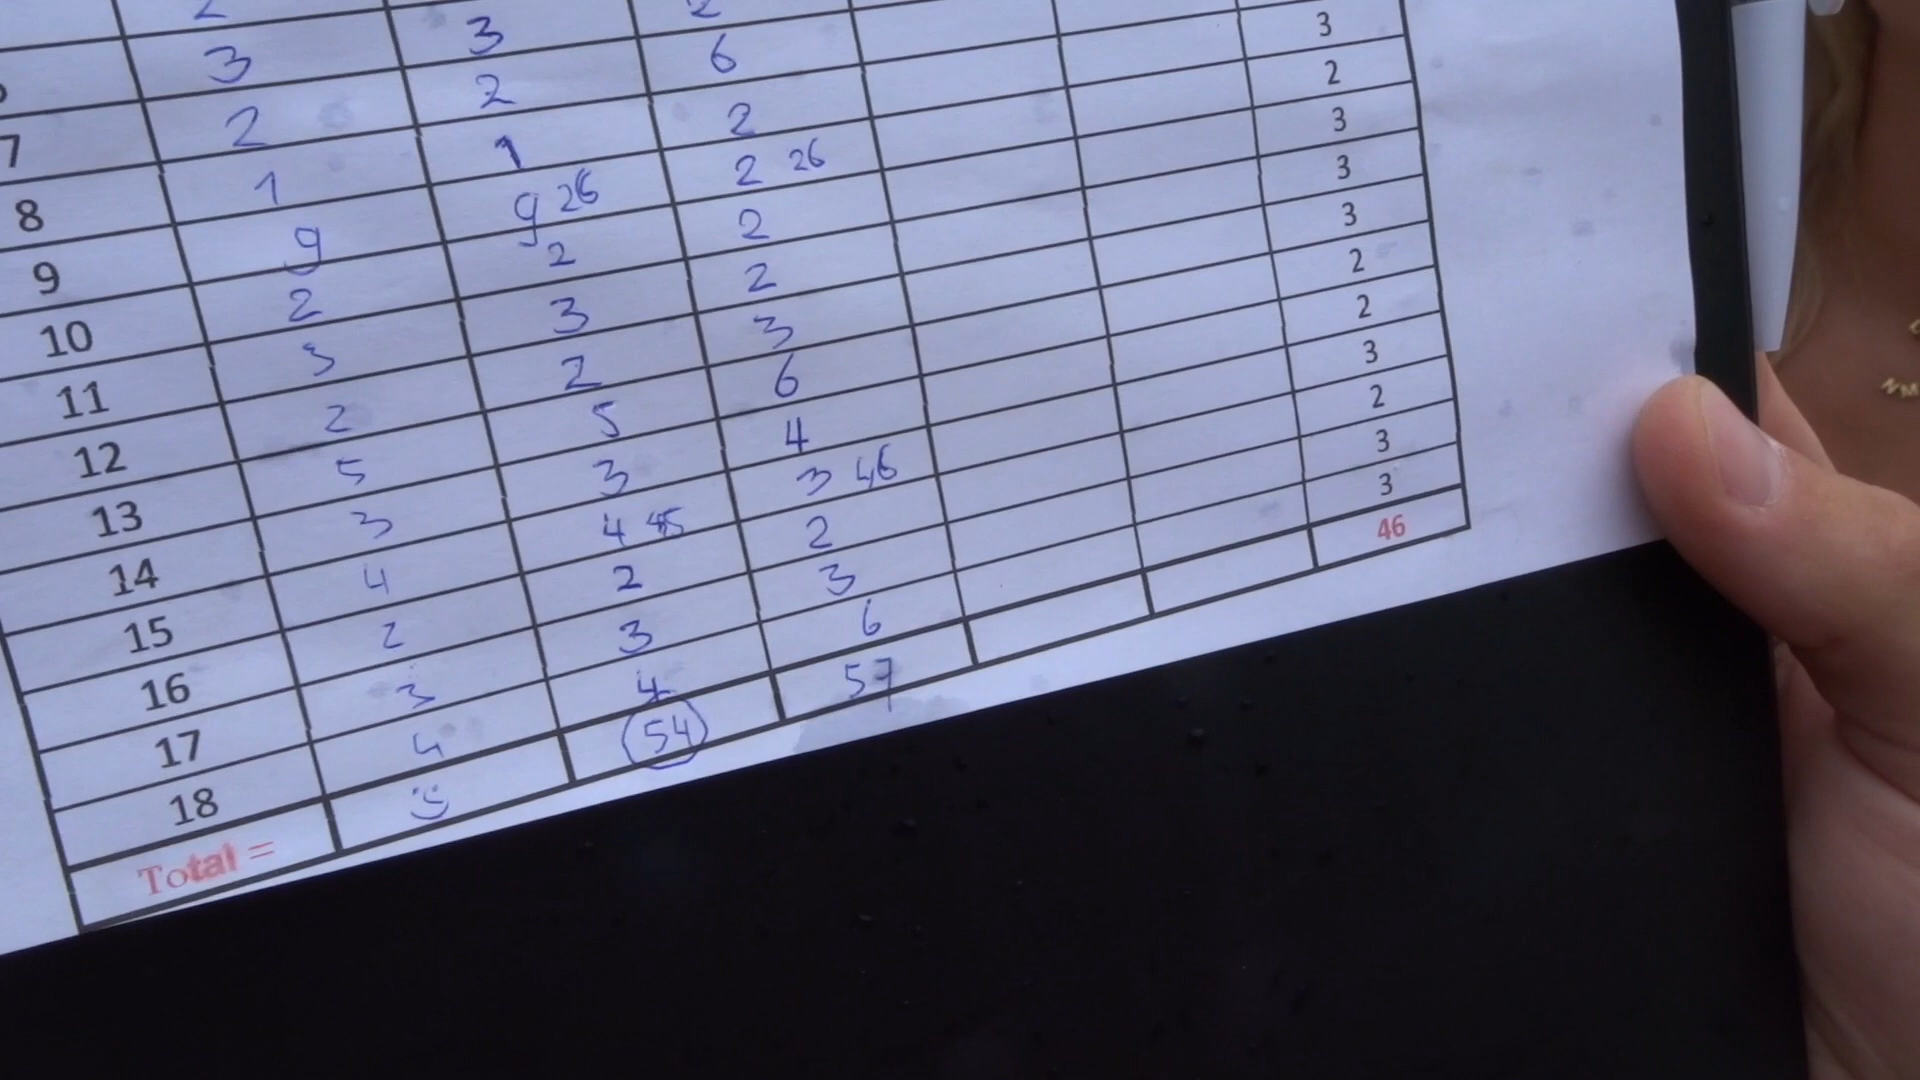 3 3 2
7 2 2 6
8 1 1 2 3
9 9 9 26 2 26 2
10 2 2 2 3
11 3 3 2 3
12 2 2 3 3
13 5 5 6 2
14 3 3 4 2
15 4 4 45 3 46 3
16 2 2 2 2
17 3 3 3 3
18 4 4 6 3
Total = 54 57 46
NM